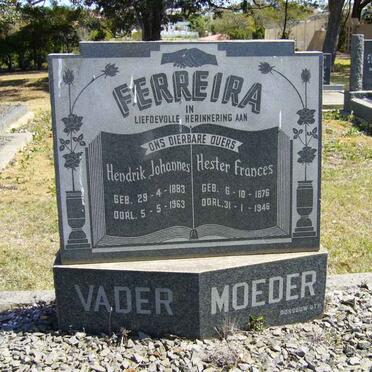 FERREIRA
IN
LIEFDEVOLLE HERINNERING AAN
ONS DIERBARE OUERS
Hendrik Johannes
GEB. 29-4-1883
OORL. 5-5-1963
Hester Frances
GEB. 6-10-1876
OORL. 31-1-1946
VADER
MOEDER